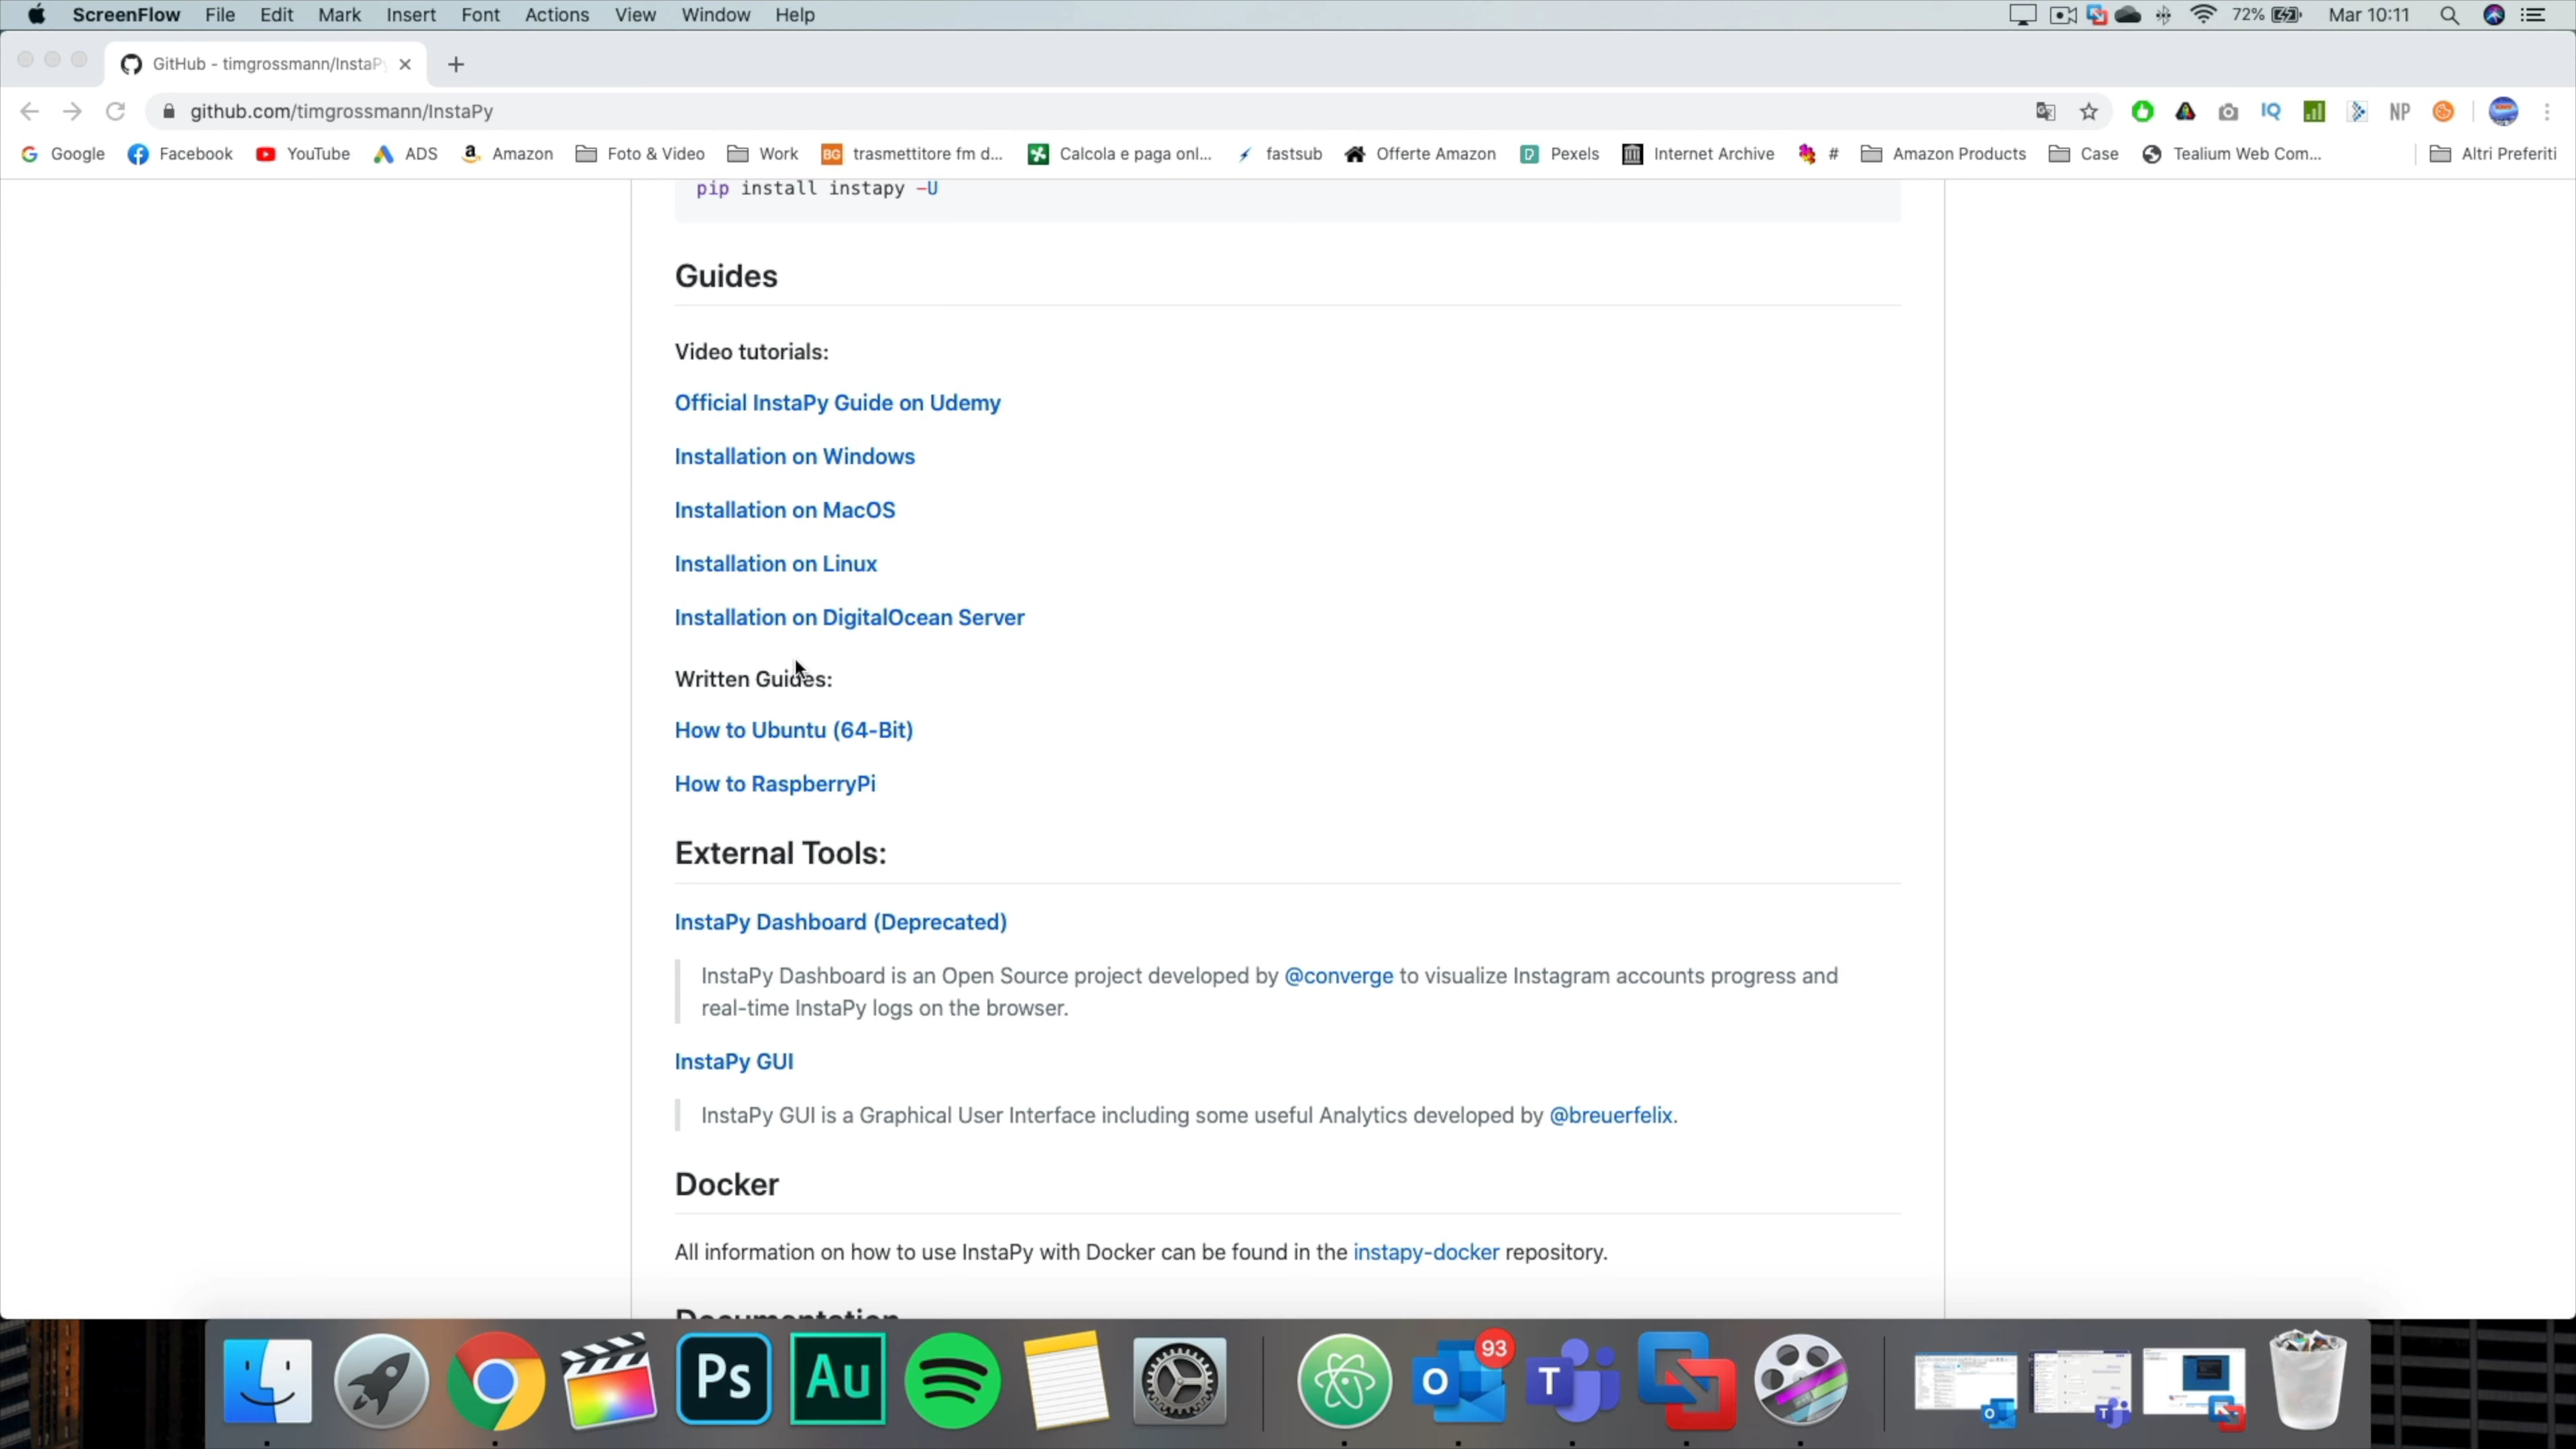 ScreenFlow File Edit Mark Insert Font Actions View Window Help 72% Mar 10:11
GitHub - timgrossmann/InstaP
github.com/timgrossmann/InstaPy IQ NP
Google Facebook YouTube ADS Amazon Foto & Video Work BG trasmettitore fm d... Calcola e paga onl... fastsub Offerte Amazon Pexels Internet Archive # Amazon Products Case Tealium Web Com... Altri Preferiti
pip install instapy -U
Guides
Video tutorials:
Official InstaPy Guide on Udemy
Installation on Windows
Installation on MacOS
Installation on Linux
Installation on DigitalOcean Server
Written Guides:
How to Ubuntu (64-Bit)
How to RaspberryPi
External Tools:
InstaPy Dashboard (Deprecated)
InstaPy Dashboard is an Open Source project developed by @converge to visualize Instagram accounts progress and
real-time InstaPy logs on the browser.
InstaPy GUI
InstaPy GUI is a Graphical User Interface including some useful Analytics developed by @breuerfelix.
Docker
All information on how to use InstaPy with Docker can be found in the instapy-docker repository.
Documentation
Ps Au O 93 T